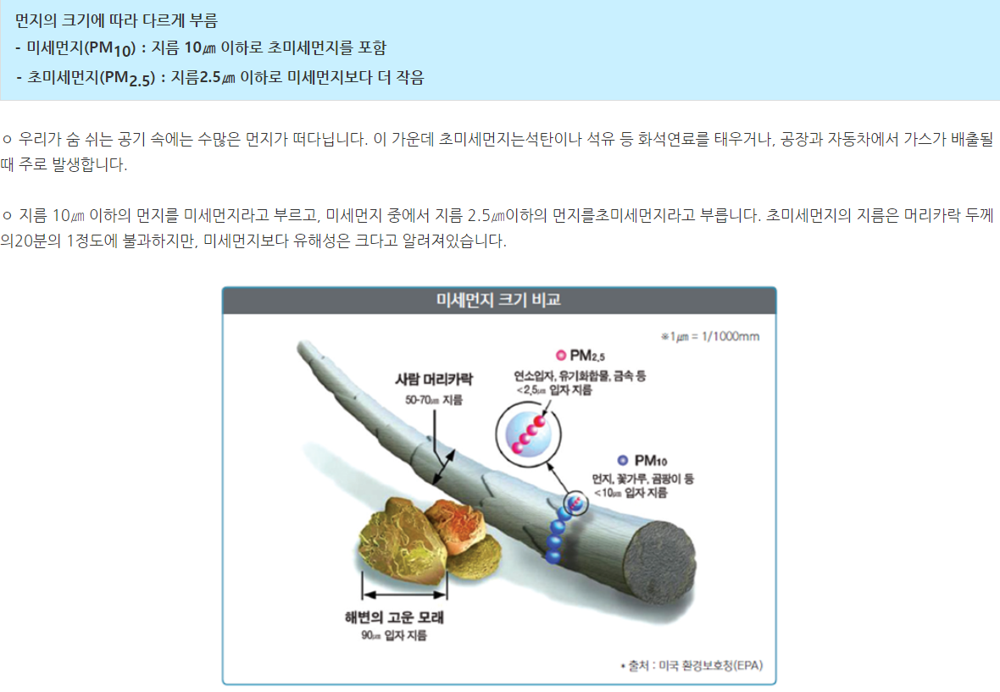 먼지의 크기에 따라 다르게 부름
- 미세먼지(PM10) : 지름 10㎛ 이하로 초미세먼지를 포함
- 초미세먼지(PM2.5) : 지름2.5㎛ 이하로 미세먼지보다 더 작음
ㅇ 우리가 숨 쉬는 공기 속에는 수많은 먼지가 떠다닙니다. 이 가운데 초미세먼지는석탄이나 석유 등 화석연료를 태우거나, 공장과 자동차에서 가스가 배출될
때 주로 발생합니다.
ㅇ 지름 10㎛ 이하의 먼지를 미세먼지라고 부르고, 미세먼지 중에서 지름 2.5㎛이하의 먼지를초미세먼지라고 부릅니다. 초미세먼지의 지름은 머리카락 두께
의20분의 1정도에 불과하지만, 미세먼지보다 유해성은 크다고 알려져있습니다.
미세먼지 크기 비교
※1㎛ = 1/1000mm
PM2.5
연소입자, 유기화합물, 금속 등
<2.5㎛ 입자 지름
사람 머리카락
50-70㎛ 지름
PM10
먼지, 꽃가루, 곰팡이 등
<10㎛ 입자 지름
해변의 고운 모래
90㎛ 입자 지름
* 출처 : 미국 환경보호청(EPA)